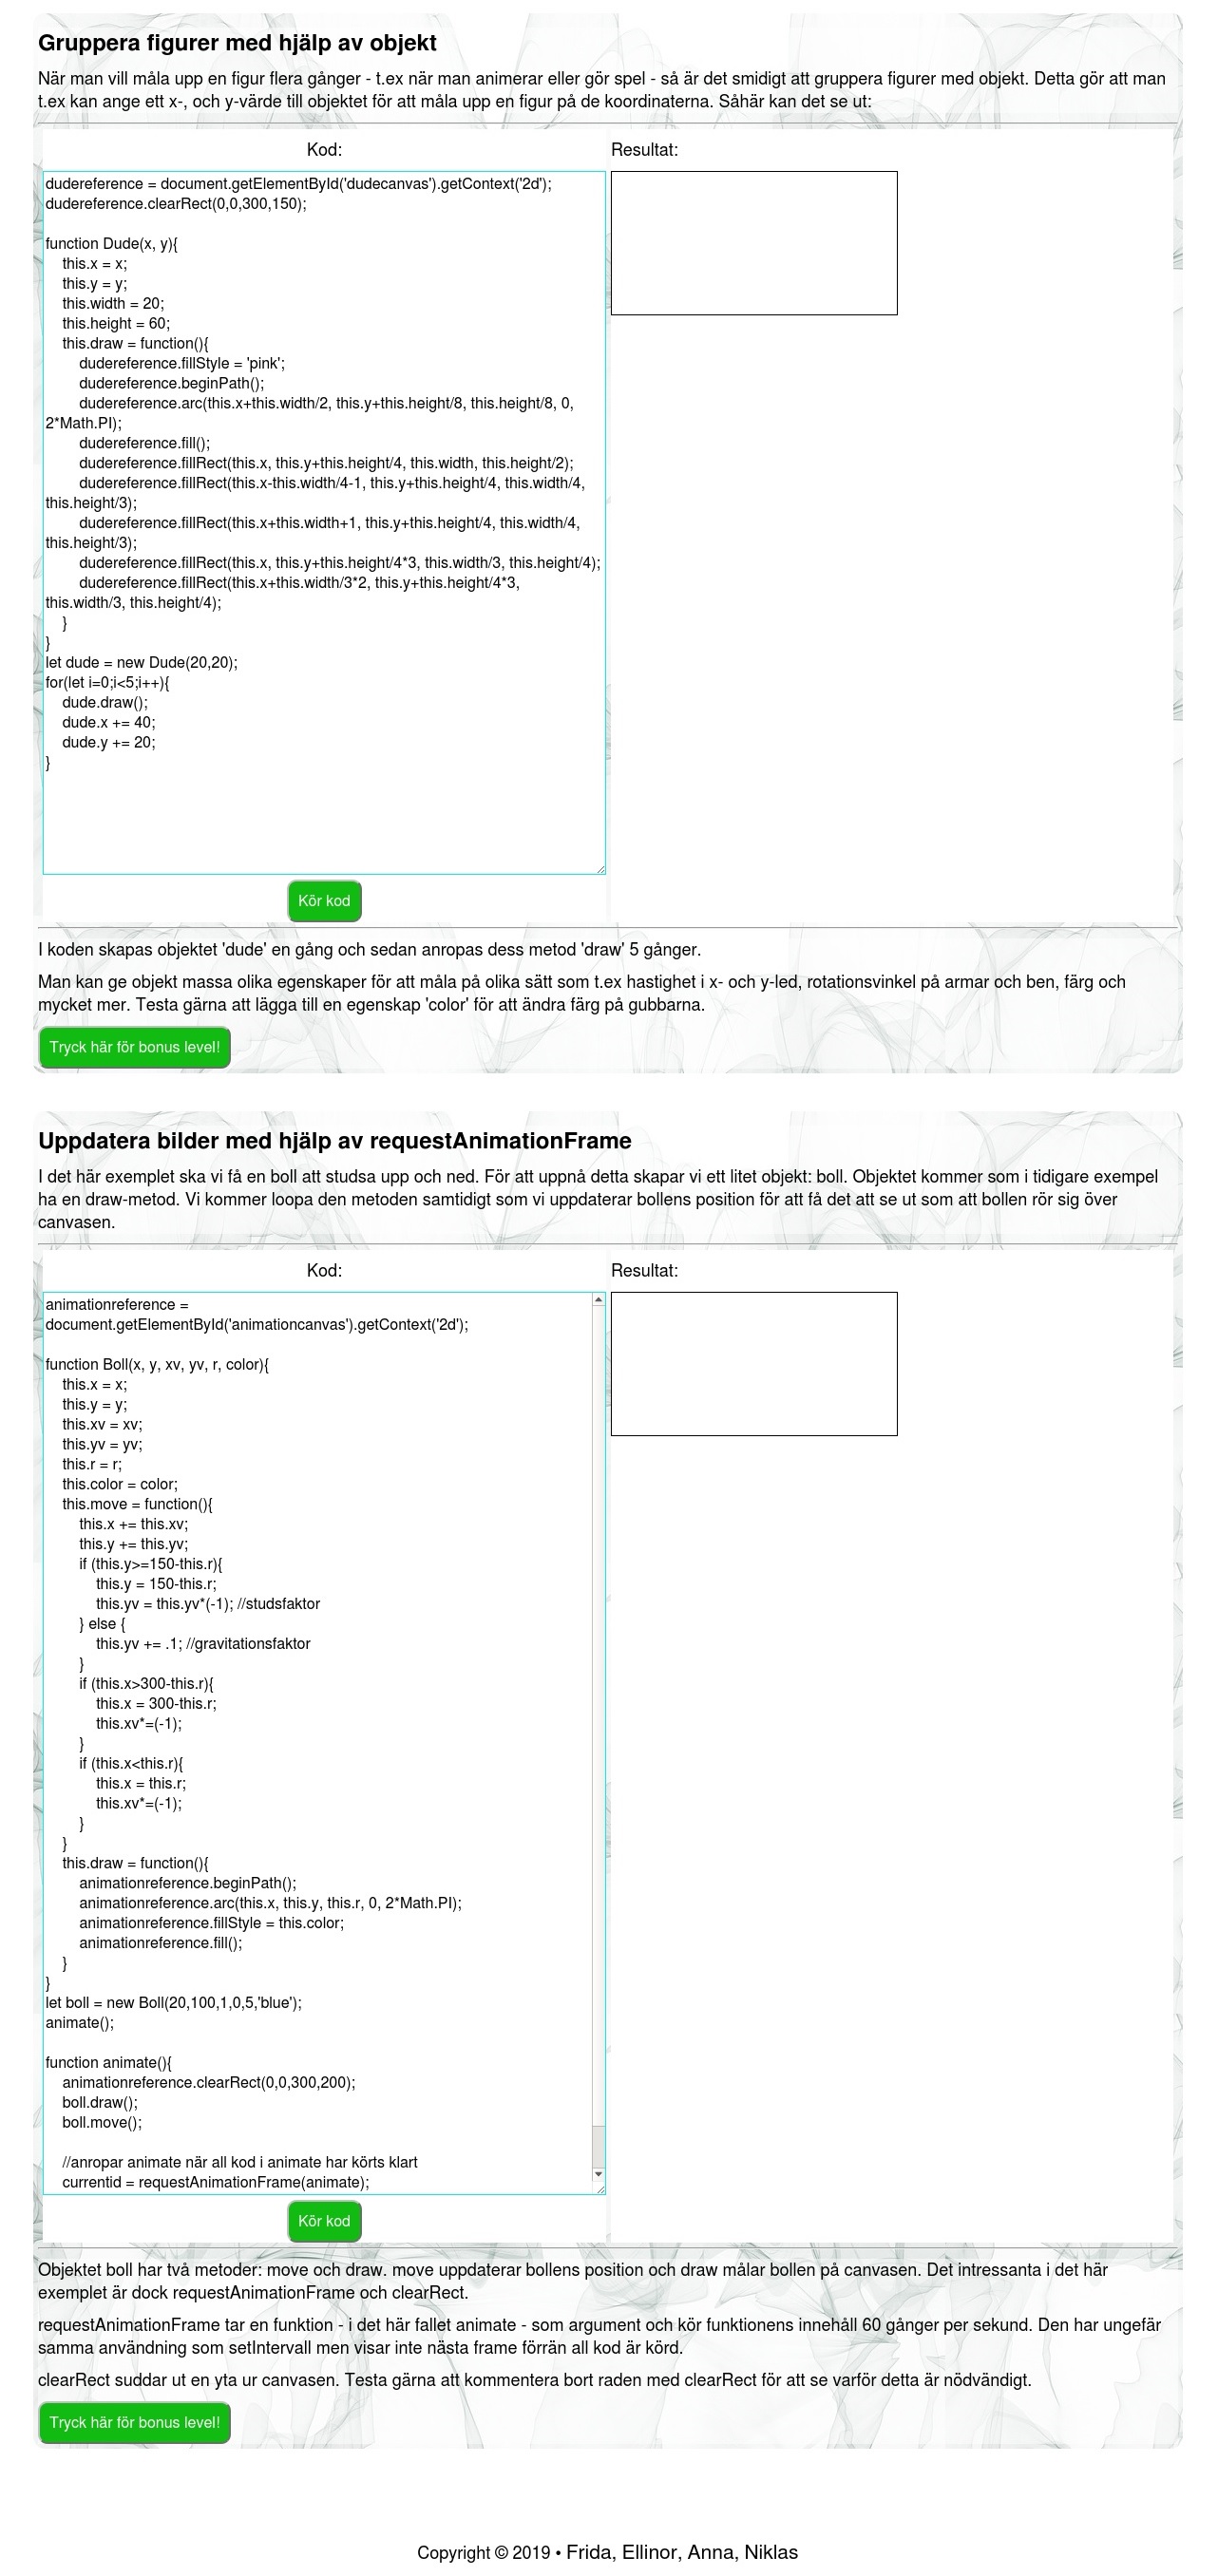 Gruppera figurer med hjälp av objekt
När man vill måla upp en figur flera gånger - t.ex när man animerar eller gör spel - så är det smidigt att gruppera figurer med objekt. Detta gör att man
t.ex kan ange ett x-, och y-värde till objektet för att måla upp en figur på de koordinaterna. Såhär kan det se ut:
Kod:
dudereference = document.getElementById('dudecanvas').getContext('2d');
dudereference.clearRect(0,0,300,150);

function Dude(x, y){
    this.x = x;
    this.y = y;
    this.width = 20;
    this.height = 60;
    this.draw = function(){
        dudereference.fillStyle = 'pink';
        dudereference.beginPath();
        dudereference.arc(this.x+this.width/2, this.y+this.height/8, this.height/8, 0,
2*Math.PI);
        dudereference.fill();
        dudereference.fillRect(this.x, this.y+this.height/4, this.width, this.height/2);
        dudereference.fillRect(this.x-this.width/4-1, this.y+this.height/4, this.width/4,
this.height/3);
        dudereference.fillRect(this.x+this.width+1, this.y+this.height/4, this.width/4,
this.height/3);
        dudereference.fillRect(this.x, this.y+this.height/4*3, this.width/3, this.height/4);
        dudereference.fillRect(this.x+this.width/3*2, this.y+this.height/4*3,
this.width/3, this.height/4);
    }
}
let dude = new Dude(20,20);
for(let i=0;i<5;i++){
    dude.draw();
    dude.x += 40;
    dude.y += 20;
}
Kör kod
Resultat:
I koden skapas objektet 'dude' en gång och sedan anropas dess metod 'draw' 5 gånger.
Man kan ge objekt massa olika egenskaper för att måla på olika sätt som t.ex hastighet i x- och y-led, rotationsvinkel på armar och ben, färg och
mycket mer. Testa gärna att lägga till en egenskap 'color' för att ändra färg på gubbarna.
Tryck här för bonus level!
Uppdatera bilder med hjälp av requestAnimationFrame
I det här exemplet ska vi få en boll att studsa upp och ned. För att uppnå detta skapar vi ett litet objekt: boll. Objektet kommer som i tidigare exempel
ha en draw-metod. Vi kommer loopa den metoden samtidigt som vi uppdaterar bollens position för att få det att se ut som att bollen rör sig över
canvasen.
Kod:
animationreference =
document.getElementById('animationcanvas').getContext('2d');

function Boll(x, y, xv, yv, r, color){
    this.x = x;
    this.y = y;
    this.xv = xv;
    this.yv = yv;
    this.r = r;
    this.color = color;
    this.move = function(){
        this.x += this.xv;
        this.y += this.yv;
        if (this.y>=150-this.r){
            this.y = 150-this.r;
            this.yv = this.yv*(-1); //studsfaktor
        } else {
            this.yv += .1; //gravitationsfaktor
        }
        if (this.x>300-this.r){
            this.x = 300-this.r;
            this.xv*=(-1);
        }
        if (this.x<this.r){
            this.x = this.r;
            this.xv*=(-1);
        }
    }
    this.draw = function(){
        animationreference.beginPath();
        animationreference.arc(this.x, this.y, this.r, 0, 2*Math.PI);
        animationreference.fillStyle = this.color;
        animationreference.fill();
    }
}
let boll = new Boll(20,100,1,0,5,'blue');
animate();

function animate(){
    animationreference.clearRect(0,0,300,200);
    boll.draw();
    boll.move();

    //anropar animate när all kod i animate har körts klart
    currentid = requestAnimationFrame(animate);
Kör kod
Resultat:
Objektet boll har två metoder: move och draw. move uppdaterar bollens position och draw målar bollen på canvasen. Det intressanta i det här
exemplet är dock requestAnimationFrame och clearRect.
requestAnimationFrame tar en funktion - i det här fallet animate - som argument och kör funktionens innehåll 60 gånger per sekund. Den har ungefär
samma användning som setIntervall men visar inte nästa frame förrän all kod är körd.
clearRect suddar ut en yta ur canvasen. Testa gärna att kommentera bort raden med clearRect för att se varför detta är nödvändigt.
Tryck här för bonus level!
Copyright © 2019 • Frida, Ellinor, Anna, Niklas